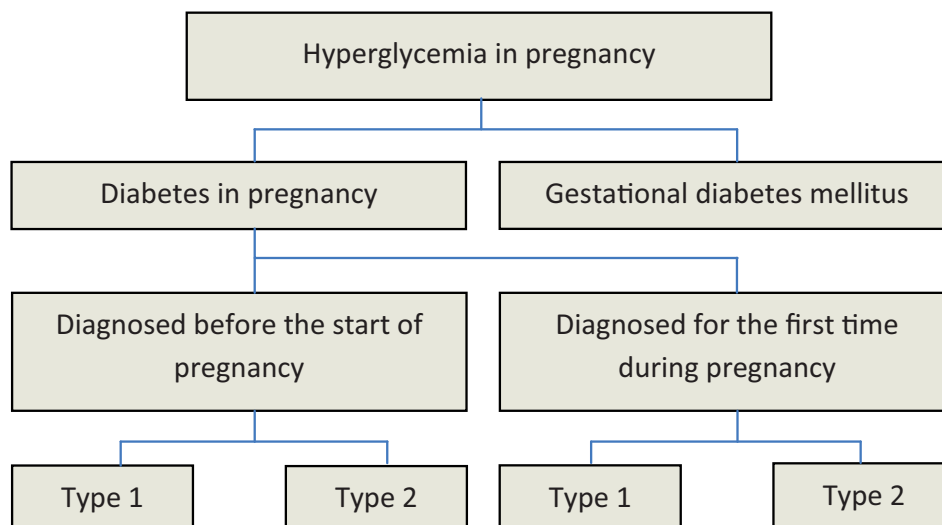 Hyperglycemia in pregnancy
Diabetes in pregnancy
Gestational diabetes mellitus
Diagnosed before the start of
pregnancy
Diagnosed for the first time
during pregnancy
Type 1
Type 2
Type 1
Type 2